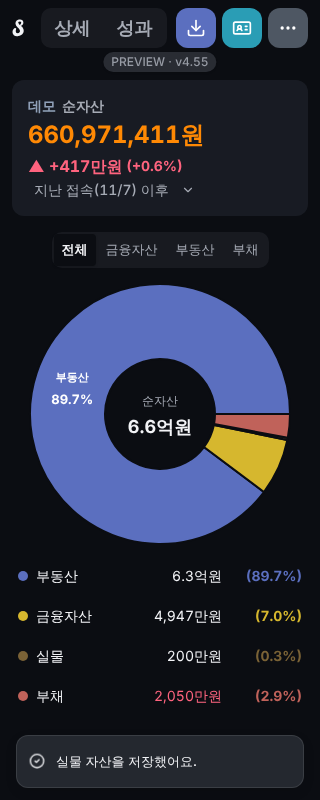 S
상세 성과
PREVIEW · v4.55
데모 순자산
660,971,411원
▲ +417만원 (+0.6%)
지난 접속(11/7) 이후
전체 금융자산 부동산 부채
부동산
89.7%
순자산
6.6억원
부동산 6.3억원 (89.7%)
금융자산 4,947만원 (7.0%)
실물 200만원 (0.3%)
부채 2,050만원 (2.9%)
실물 자산을 저장했어요.